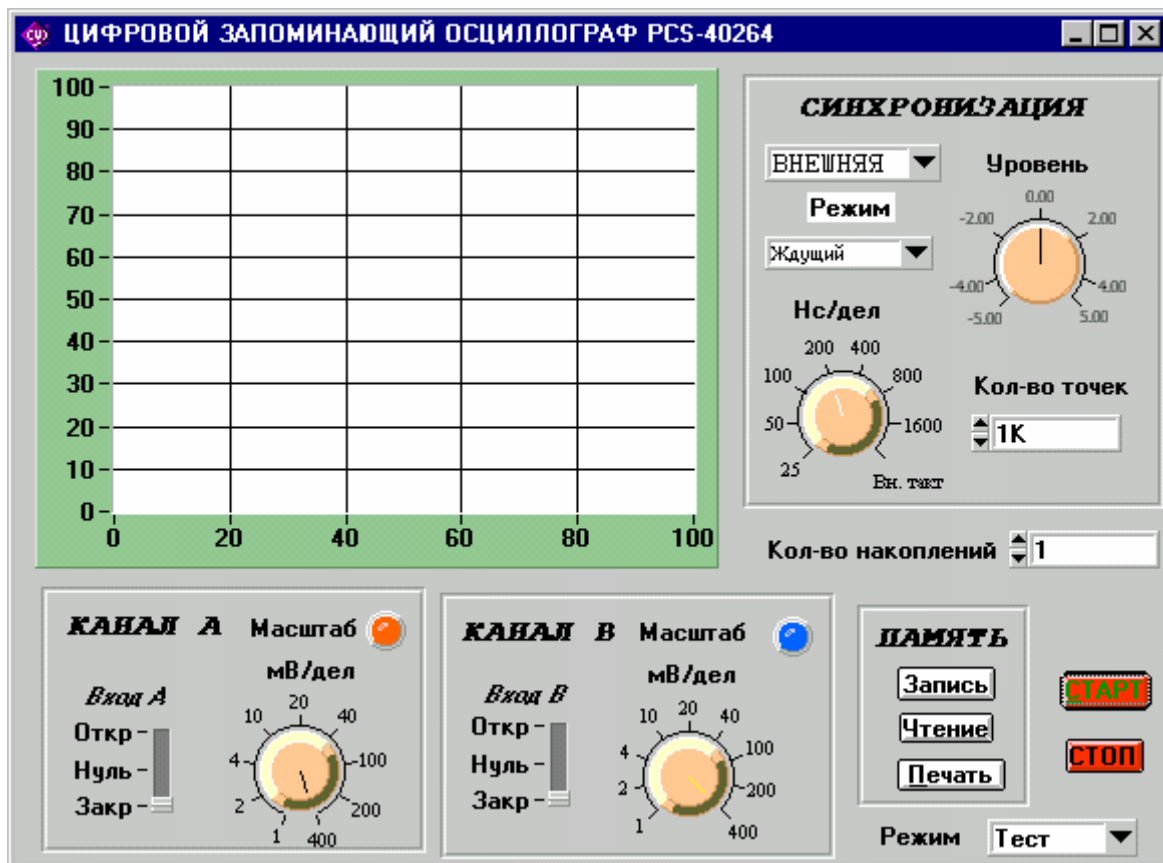 ЦИФРОВОЙ ЗАПОМИНАЮЩИЙ ОСЦИЛЛОГРАФ PCS-40264
100
90
80
70
60
50
40
30
20
10
0
0 20 40 60 80 100
СИНХРОНИЗАЦИЯ
ВНЕШНЯЯ
Уровень
Режим
Ждущий
0.00
-2.00 2.00
-4.00 4.00
-5.00 5.00
Нс/дел
200 400
100 800
50 1600
25 Вн. такт
Кол-во точек
1K
Кол-во накоплений 1
КАНАЛ А Масштаб
мВ/дел
Вход А
Откр
Нуль
Закр
20
10 40
4 100
2 200
1 400
КАНАЛ В Масштаб
мВ/дел
Вход В
Откр
Нуль
Закр
20
10 40
4 100
2 200
1 400
ПАМЯТЬ
Запись
Чтение
Печать
СТАРТ
СТОП
Режим Тест